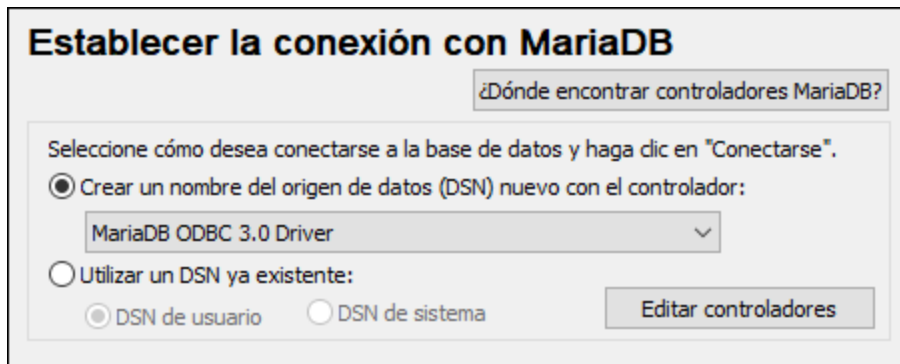 Establecer la conexión con MariaDB
¿Dónde encontrar controladores MariaDB?
Seleccione cómo desea conectarse a la base de datos y haga clic en "Conectarse".
Crear un nombre del origen de datos (DSN) nuevo con el controlador:
MariaDB ODBC 3.0 Driver
Utilizar un DSN ya existente:
DSN de usuario DSN de sistema Editar controladores